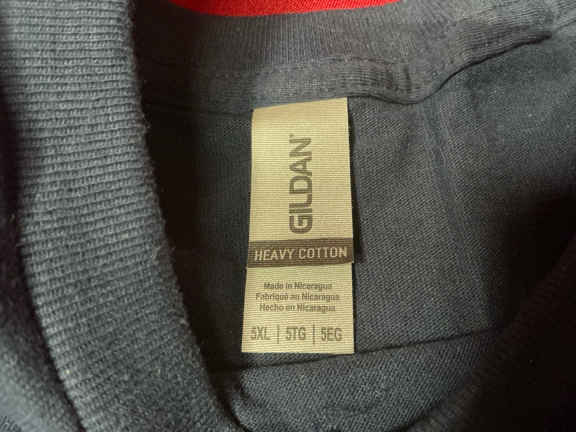 GILDAN
HEAVY COTTON
Made in Nicaragua
Fabriqué au Nicaragua
Hecho en Nicaragua
5XL | 5TG | 5EG